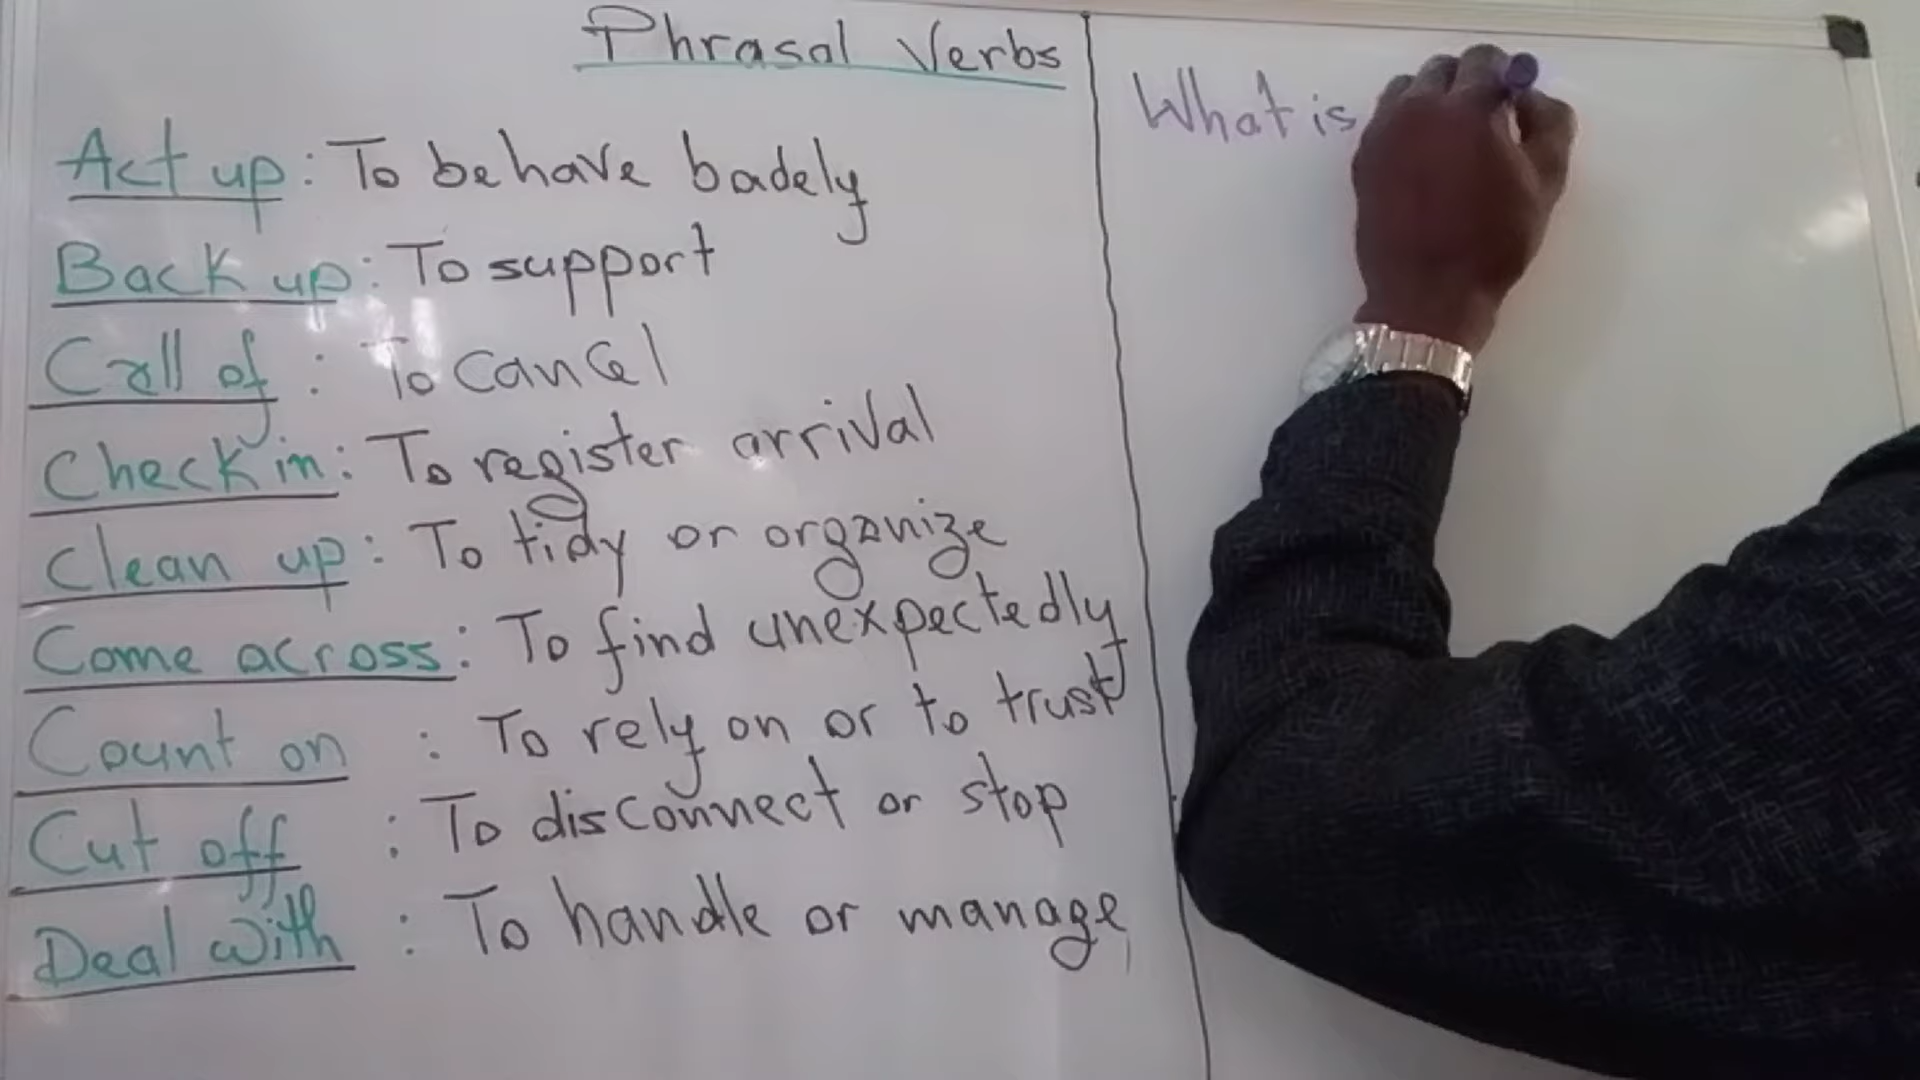 Phrasal Verbs
Act up: To behave badely
Back up: To support
Call of: To cancel
Check in: To register arrival
Clean up: To tidy or organize
Come across: To find unexpectedly
Count on : To rely on or to trust
Cut off : To disconnect or stop
Deal with : To handle or manage
What is